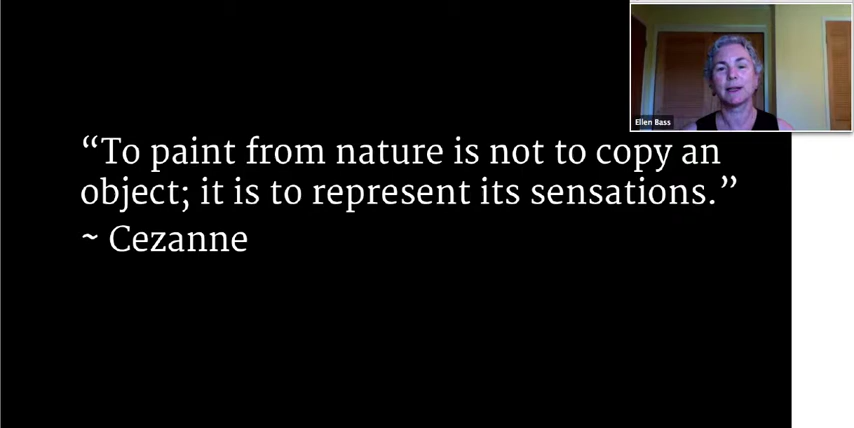 Ellen Bass
“To paint from nature is not to copy an
object; it is to represent its sensations.”
~ Cezanne